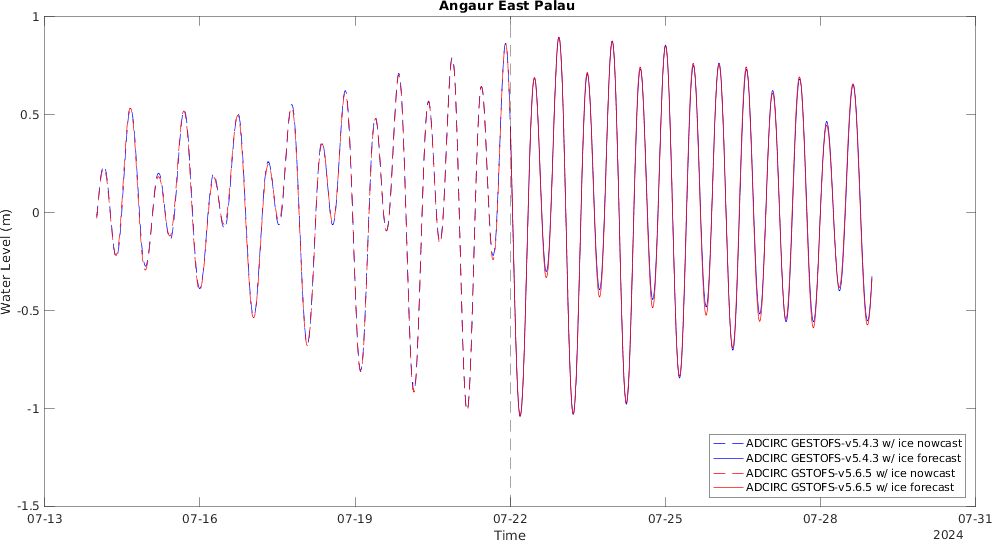 Angaur East Palau
1
0.5
0
-0.5
-1
-1.5
Water Level (m)
07-13
07-16
07-19
07-22
07-25
07-28
07-31
Time
2024
ADCIRC GESTOFS-v5.4.3 w/ ice nowcast
ADCIRC GESTOFS-v5.4.3 w/ ice forecast
ADCIRC GSTOFS-v5.6.5 w/ ice nowcast
ADCIRC GSTOFS-v5.6.5 w/ ice forecast